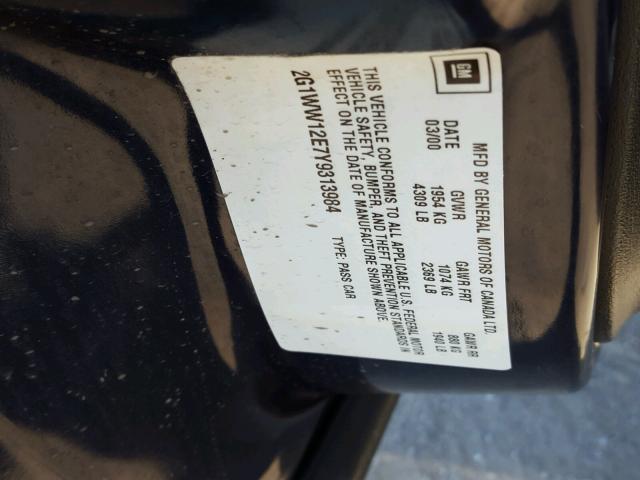 GM
MFD BY GENERAL MOTORS OF CANADA LTD.
DATE GVWR GAWR FRT GAWR RR
03/00 1954 KG 1074 KG 880 KG
4309 LB 2369 LB 1940 LB
THIS VEHICLE CONFORMS TO ALL APPLICABLE U.S. FEDERAL MOTOR
VEHICLE SAFETY, BUMPER, AND THEFT PREVENTION STANDARDS IN
EFFECT ON THE DATE OF MANUFACTURE SHOWN ABOVE.
2G1WW12E7Y9313984 TYPE: PASS CAR